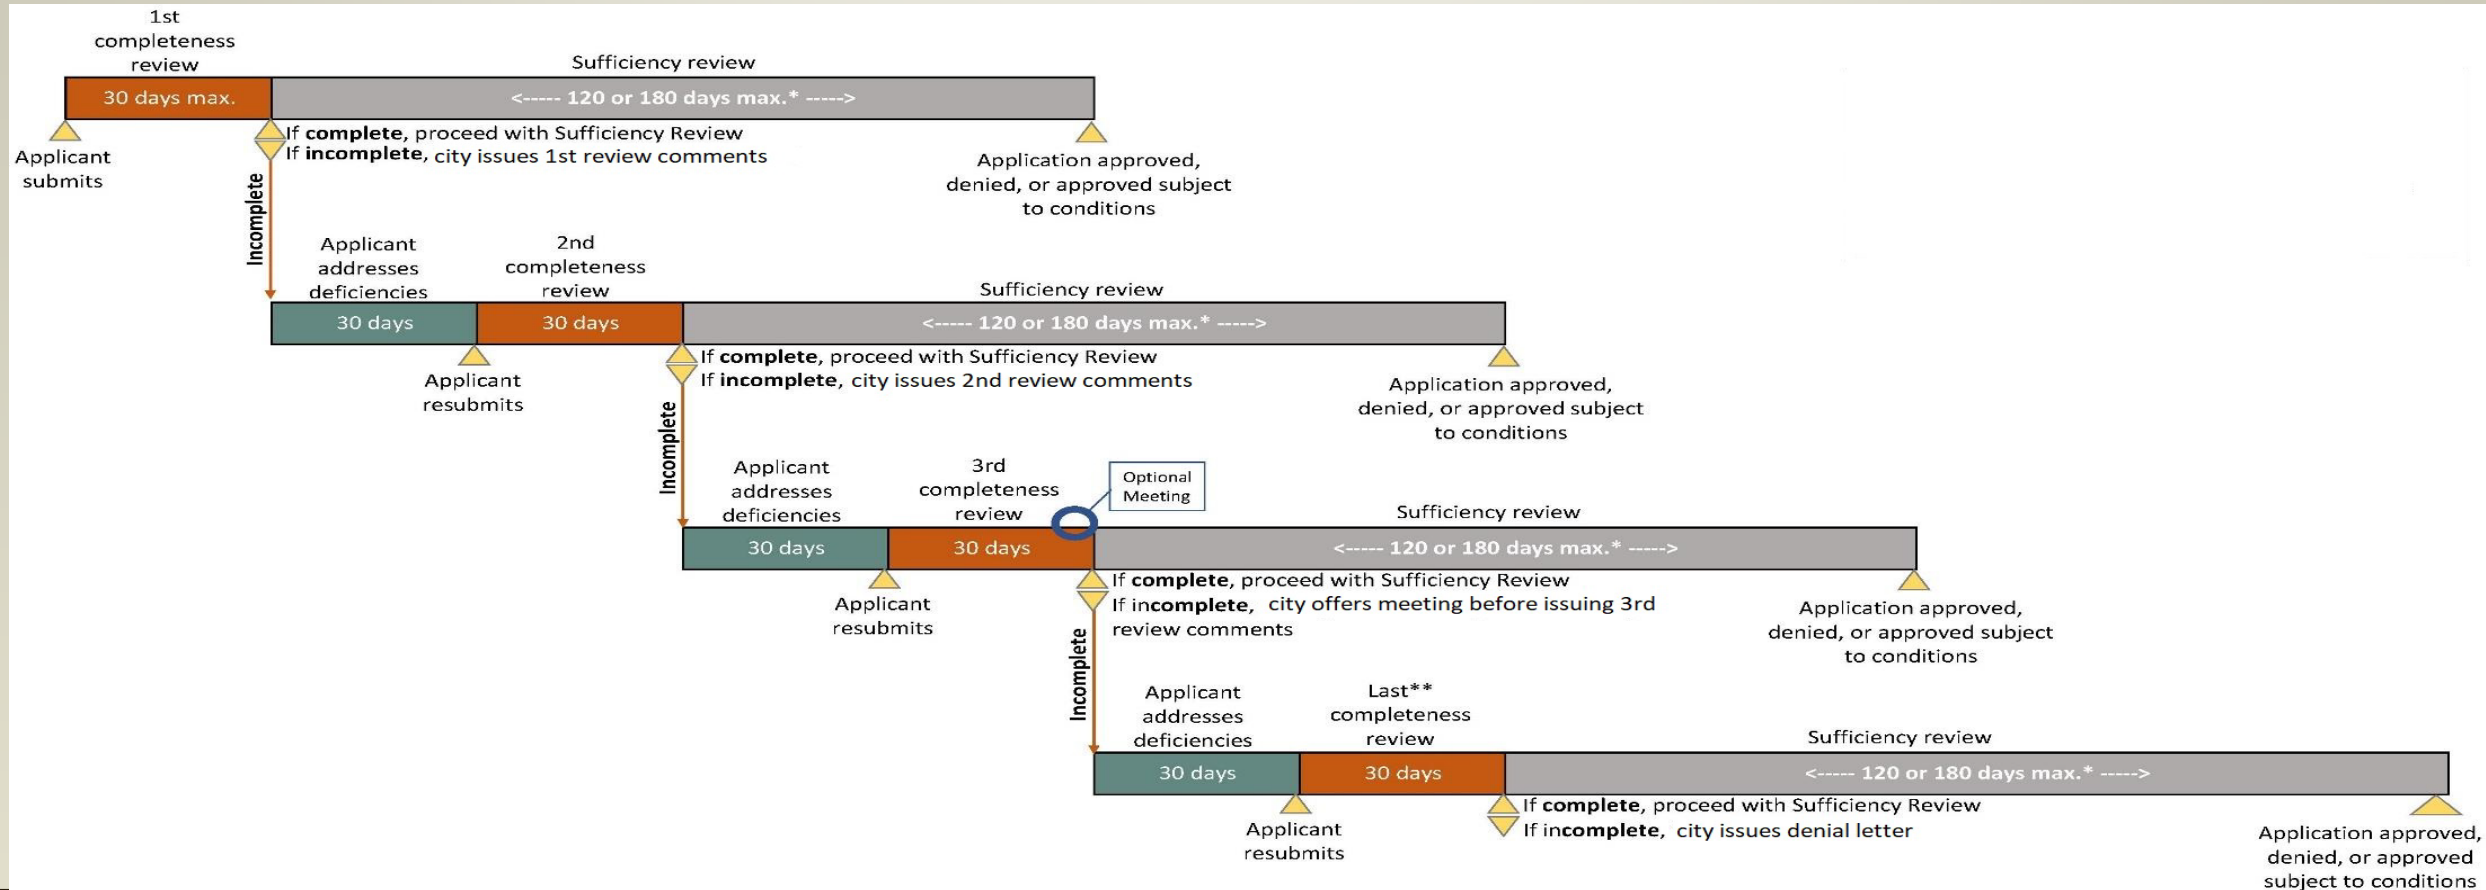 1st
completeness
review
Sufficiency review
30 days max.
<----- 120 or 180 days max.* ----->
If complete, proceed with Sufficiency Review
If incomplete, city issues 1st review comments
Applicant
submits
Application approved,
denied, or approved subject
to conditions
Incomplete
Applicant
addresses
deficiencies
2nd
completeness
review
Sufficiency review
30 days
30 days
<----- 120 or 180 days max.* ----->
If complete, proceed with Sufficiency Review
If incomplete, city issues 2nd review comments
Applicant
resubmits
Application approved,
denied, or approved subject
to conditions
Incomplete
Applicant
addresses
deficiencies
3rd
completeness
review
Optional
Meeting
Sufficiency review
30 days
30 days
<----- 120 or 180 days max.* ----->
If complete, proceed with Sufficiency Review
If incomplete, city offers meeting before issuing 3rd
review comments
Applicant
resubmits
Application approved,
denied, or approved subject
to conditions
Incomplete
Applicant
addresses
deficiencies
Last**
completeness
review
Sufficiency review
30 days
30 days
<----- 120 or 180 days max.* ----->
If complete, proceed with Sufficiency Review
If incomplete, city issues denial letter
Applicant
resubmits
Application approved,
denied, or approved
subject to conditions